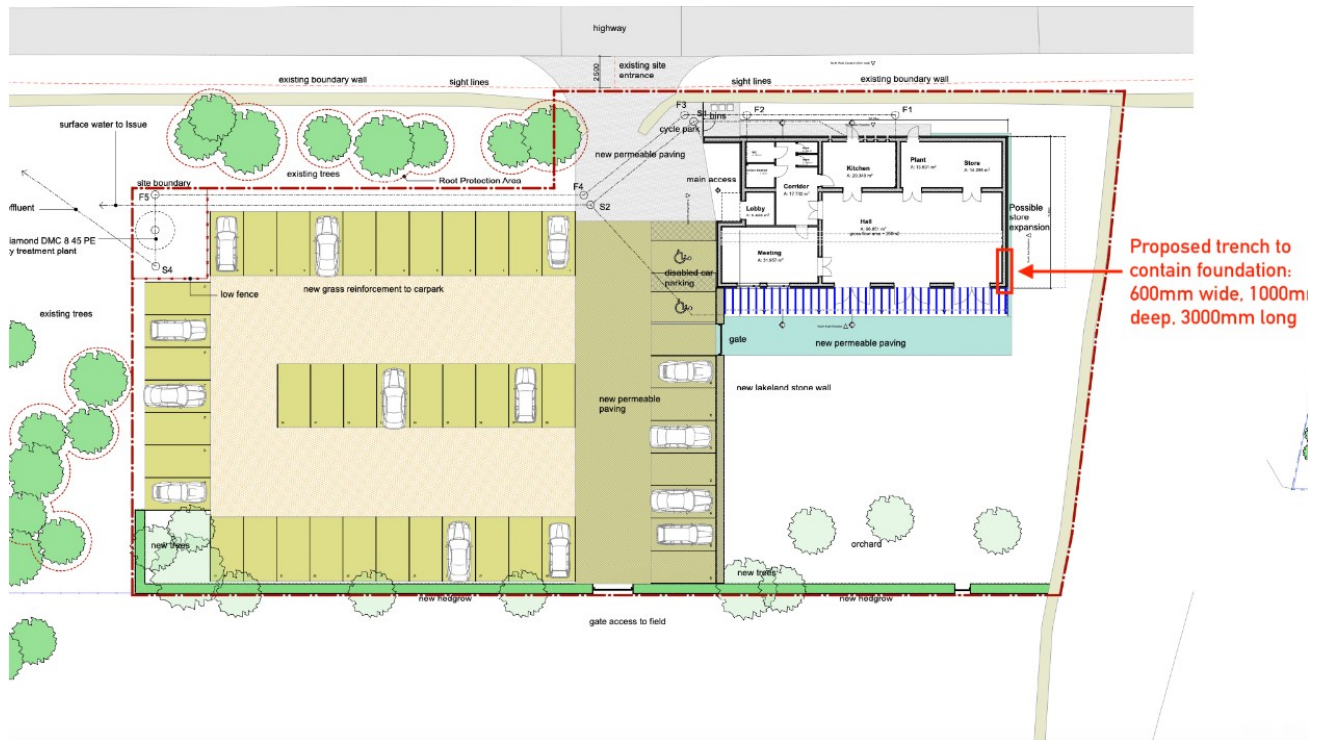 highway
existing site
entrance
2500
existing boundary wall
sight lines
sight lines
existing boundary wall
surface water to Issue
F3
S1
bins
F2
F1
cycle park
new permeable paving
existing trees
Root Protection Area
site boundary
F5
F4
S2
main access
Kitchen
Plant
Store
Corridor
Lobby
Hall
Meeting
Possible
store
expansion
effluent
diamond DMC 8 45 PE
y treatment plant
S4
low fence
new grass reinforcement to carpark
disabled car
parking
Proposed trench to
contain foundation:
600mm wide, 1000m
deep, 3000mm long
existing trees
gate
new permeable paving
new lakeland stone wall
new permeable
paving
new trees
orchard
new trees
new hedgrow
new hedgrow
gate access to field